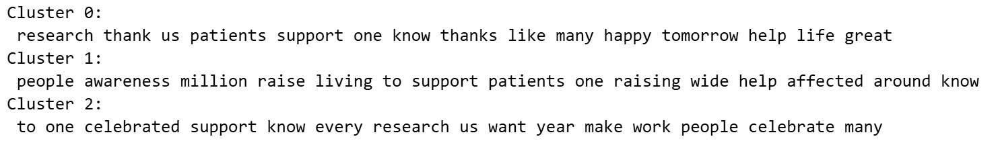 Cluster 0:
research thank us patients support one know thanks like many happy tomorrow help life great
Cluster 1:
people awareness million raise living to support patients one raising wide help affected around know
Cluster 2:
to one celebrated support know every research us want year make work people celebrate many